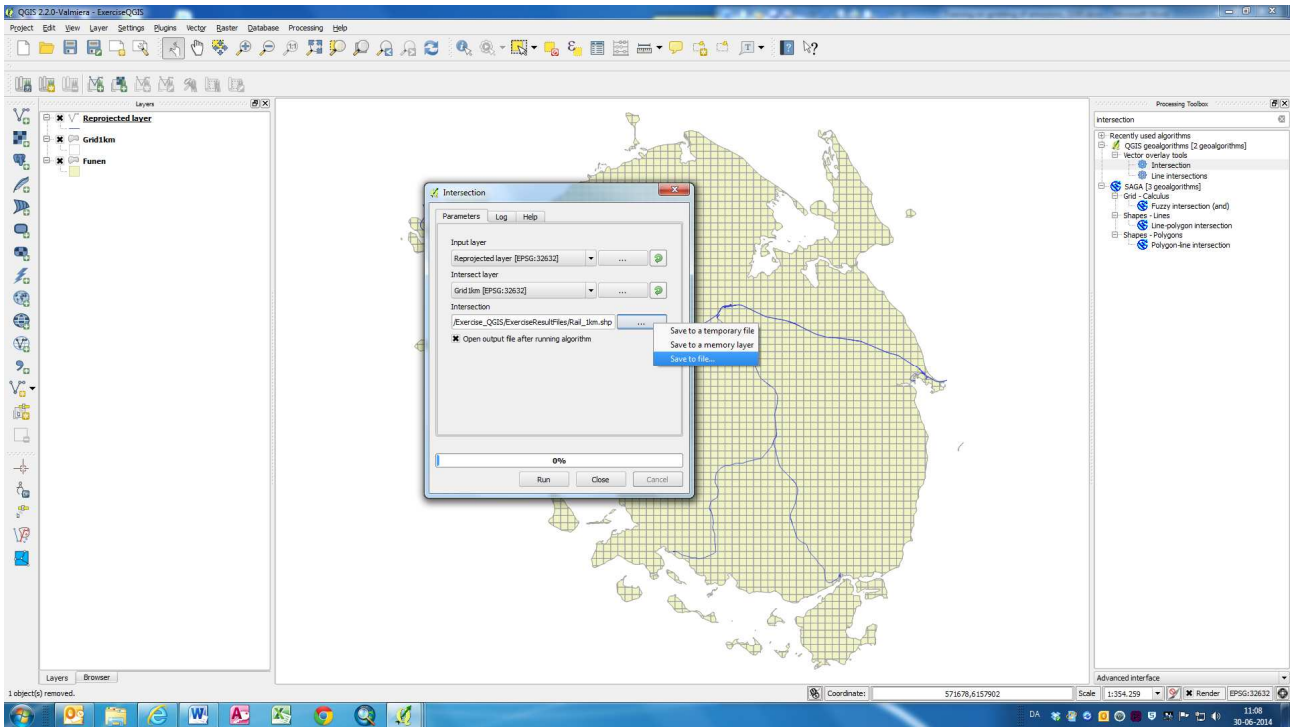 QGIS 2.2.0-Valmiera - ExerciseQGIS
Project Edit View Layer Settings Plugins Vector Raster Database Processing Help
Layers
Reprojected layer
Grid1km
Funen
Layers Browser
Intersection
Parameters Log Help
Input layer
Reprojected layer [EPSG:32632] ...
Intersect layer
Grid1km [EPSG:32632] ...
Intersection
/Exercise_QGIS/ExerciseResultFiles/Rail_1km.shp ...
Open output file after running algorithm
Save to a temporary file
Save to a memory layer
Save to file...
0%
Run Close Cancel
Processing Toolbox
intersection
Recently used algorithms
QGIS geoalgorithms [2 geoalgorithms]
Vector overlay tools
Intersection
Line intersections
SAGA [3 geoalgorithms]
Grid - Calculus
Fuzzy intersection (and)
Shapes - Lines
Line-polygon intersection
Shapes - Polygons
Polygon-line intersection
Advanced interface
1 object(s) removed.
Coordinate: 571678,6157902 Scale 1:354.259 Render EPSG:32632
DA 11:08
30-06-2014